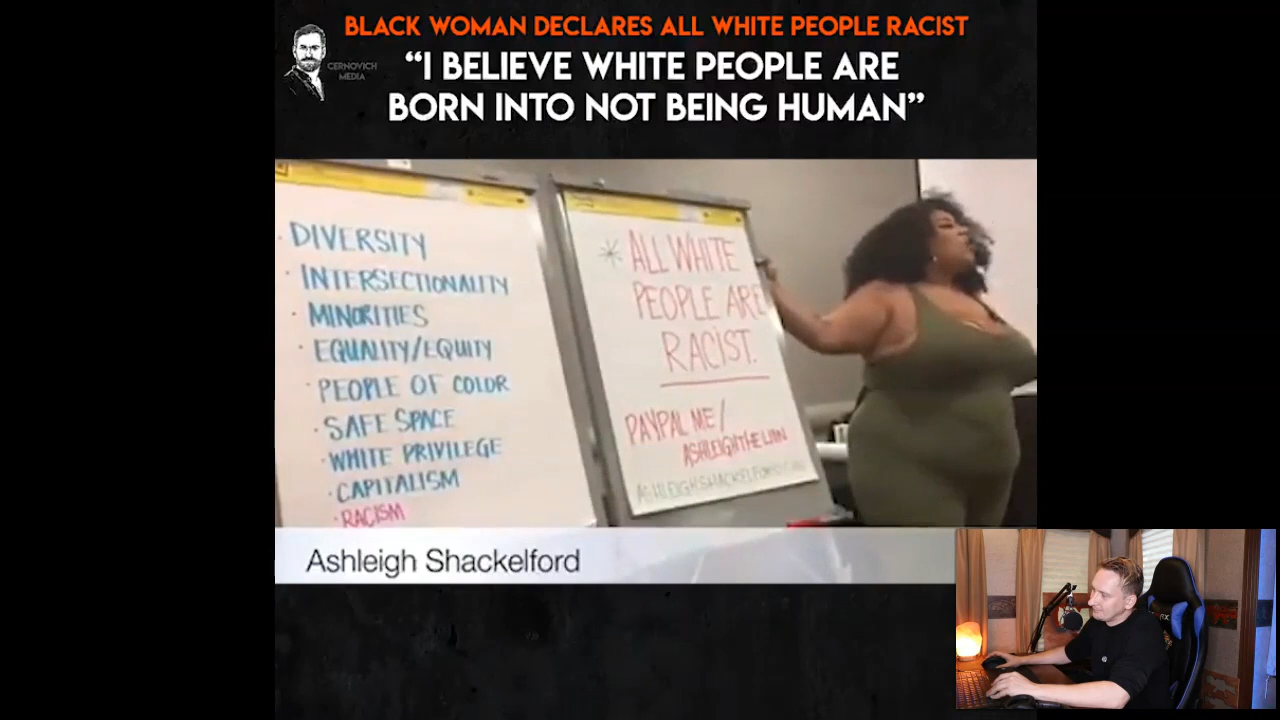 BLACK WOMAN DECLARES ALL WHITE PEOPLE RACIST
“I BELIEVE WHITE PEOPLE ARE
BORN INTO NOT BEING HUMAN”
CERNOVICH
MEDIA
· DIVERSITY
· INTERSECTIONALITY
· MINORITIES
· EQUALITY/EQUITY
· PEOPLE OF COLOR
· SAFE SPACE
· WHITE PRIVILEGE
· CAPITALISM
· RACISM
* ALL WHITE
PEOPLE ARE
RACIST.
PAYPAL ME/
Ashleigh Shackelford